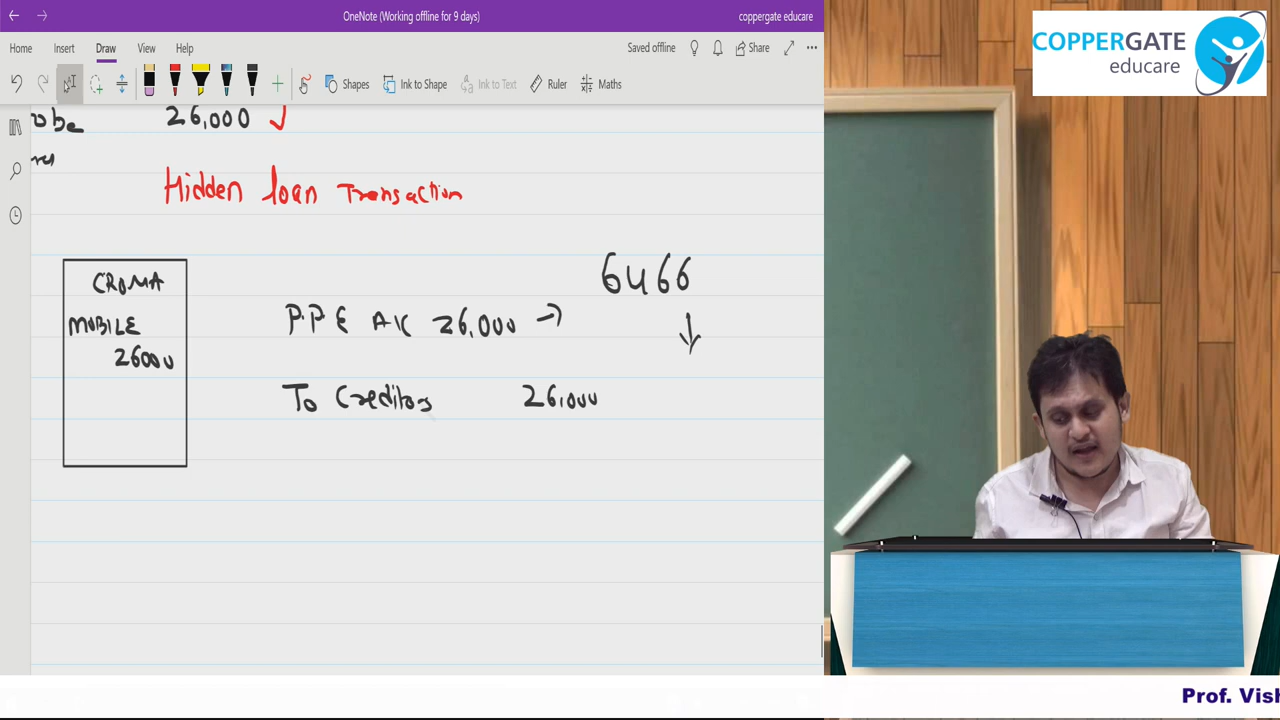 OneNote (Working offline for 9 days)
coppergate educare
Home Insert Draw View Help
Saved offline
Share
Shapes
Ink to Shape
Ink to Text
Ruler
Maths
COPPERGATE
educare
26,000
Hidden loan Transaction
CROMA
MOBILE
26000
6466
PPE A/C 26,000
To Creditors 26,000
Prof. Vish